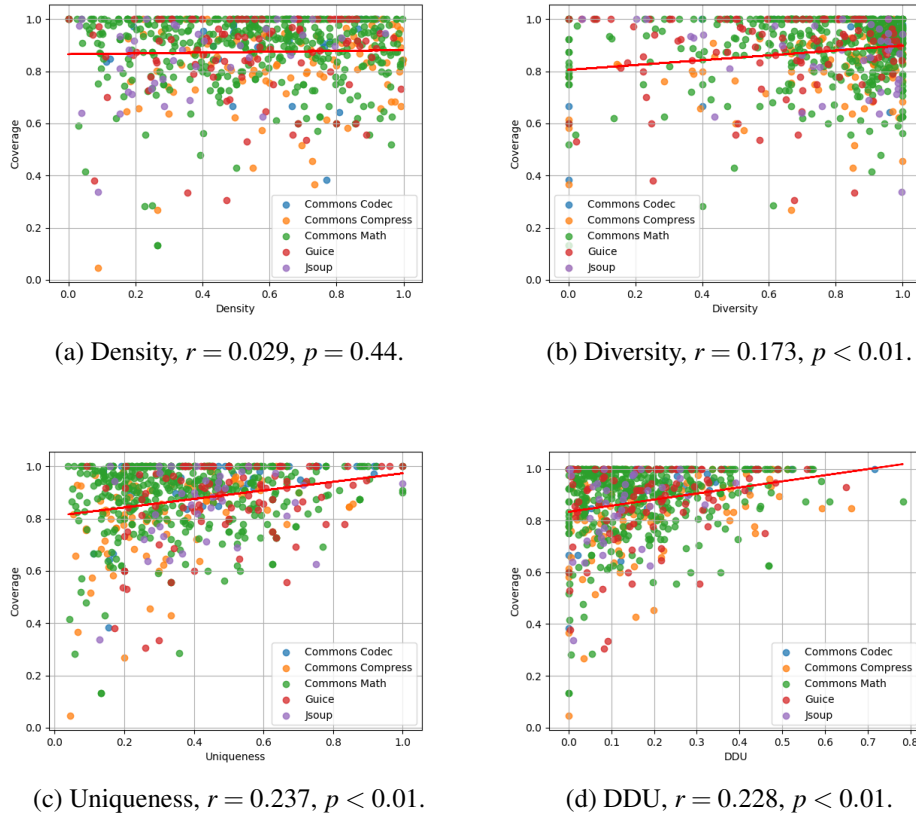 1.0
0.8
0.6
0.4
0.2
0.0
Coverage
0.0 0.2 0.4 0.6 0.8 1.0
Density
Commons Codec
Commons Compress
Commons Math
Guice
Jsoup
(a) Density, r = 0.029, p = 0.44.
1.0
0.8
0.6
0.4
0.2
0.0
Coverage
0.0 0.2 0.4 0.6 0.8 1.0
Diversity
Commons Codec
Commons Compress
Commons Math
Guice
Jsoup
(b) Diversity, r = 0.173, p < 0.01.
1.0
0.8
0.6
0.4
0.2
0.0
Coverage
0.0 0.2 0.4 0.6 0.8 1.0
Uniqueness
Commons Codec
Commons Compress
Commons Math
Guice
Jsoup
(c) Uniqueness, r = 0.237, p < 0.01.
1.0
0.8
0.6
0.4
0.2
0.0
Coverage
0.0 0.1 0.2 0.3 0.4 0.5 0.6 0.7 0.8
DDU
Commons Codec
Commons Compress
Commons Math
Guice
Jsoup
(d) DDU, r = 0.228, p < 0.01.